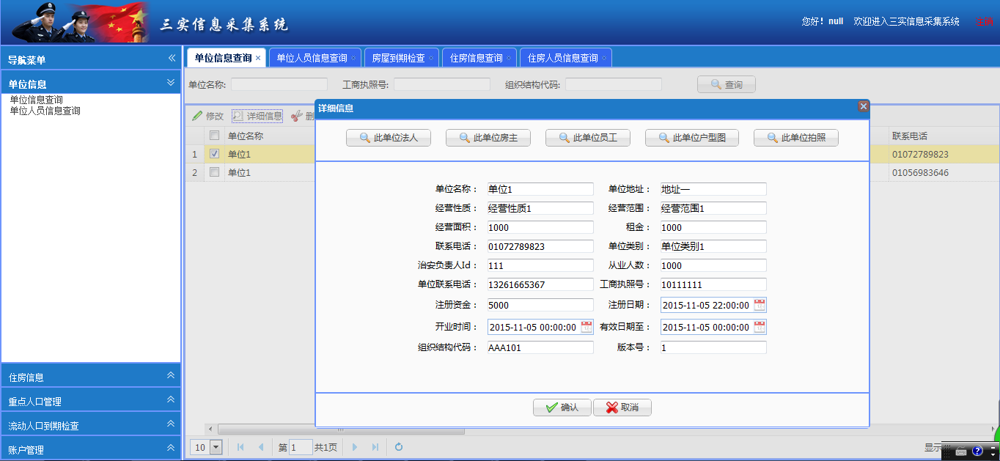 三实信息采集系统
您好！null 欢迎进入三实信息采集系统
导航菜单
单位信息
单位信息查询
单位人员信息查询
住房信息
重点人口管理
流动人口到期检查
账户管理
单位信息查询 单位人员信息查询 房屋到期检查 住房信息查询 住房人员信息查询
单位名称: 工商执照号: 组织结构代码: 查询
修改 详细信息
单位名称 联系电话
1 单位1 01072789823
2 单位1 01056983646
详细信息
此单位法人 此单位房主 此单位员工 此单位户型图 此单位拍照
单位名称： 单位1 单位地址： 地址一
经营性质： 经营性质1 经营范围： 经营范围1
经营面积： 1000 租金： 1000
联系电话： 01072789823 单位类别： 单位类别1
治安负责人Id： 111 从业人数： 1000
单位联系电话： 13261665367 工商执照号： 10111111
注册资金： 5000 注册日期： 2015-11-05 22:00:00
开业时间： 2015-11-05 00:00:00 有效日期至： 2015-11-05 00:00:00
组织结构代码： AAA101 版本号： 1
确认 取消
10 第 1 共1页 显示